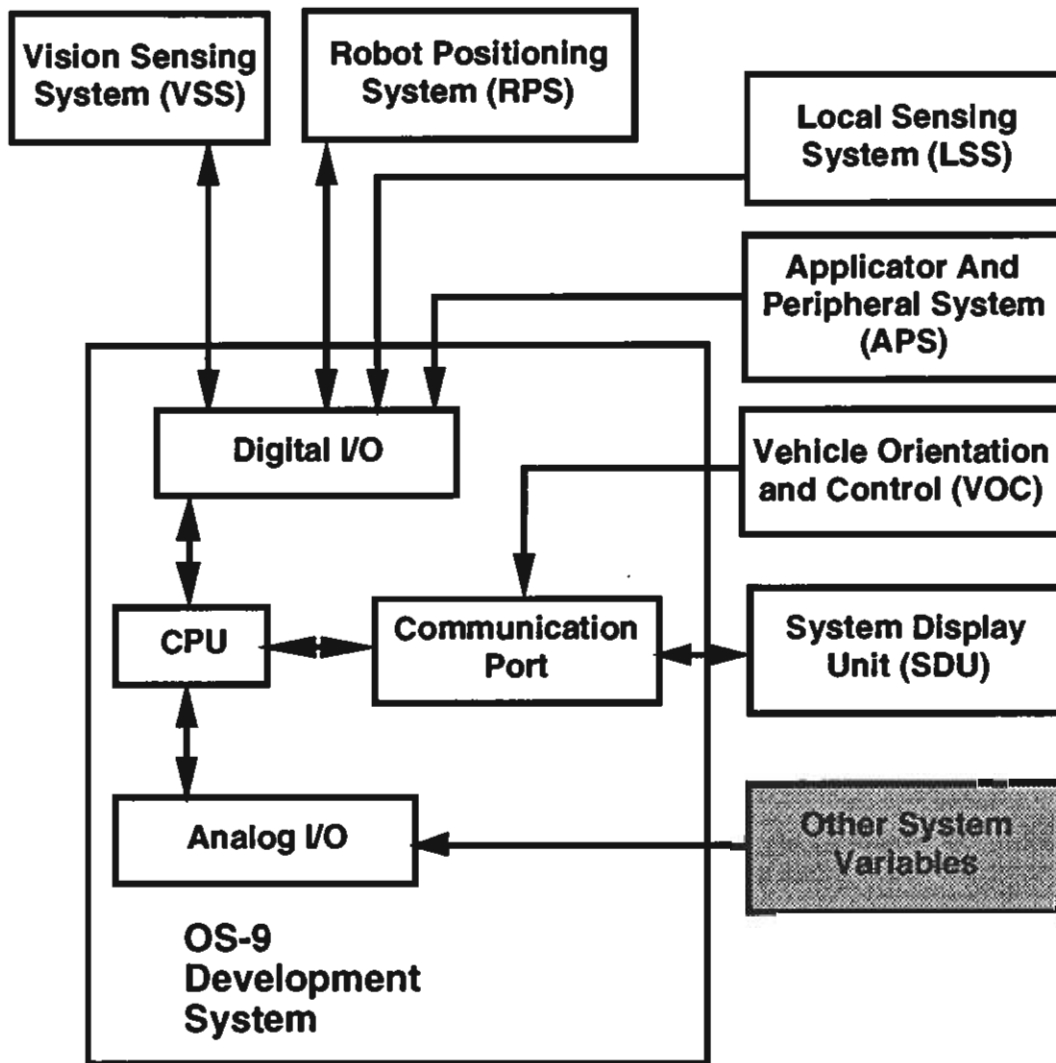 Vision Sensing
System (VSS)
Robot Positioning
System (RPS)
Local Sensing
System (LSS)
Applicator And
Peripheral System
(APS)
Digital I/O
Vehicle Orientation
and Control (VOC)
CPU
Communication
Port
System Display
Unit (SDU)
Analog I/O
Other System
Variables
OS-9
Development
System